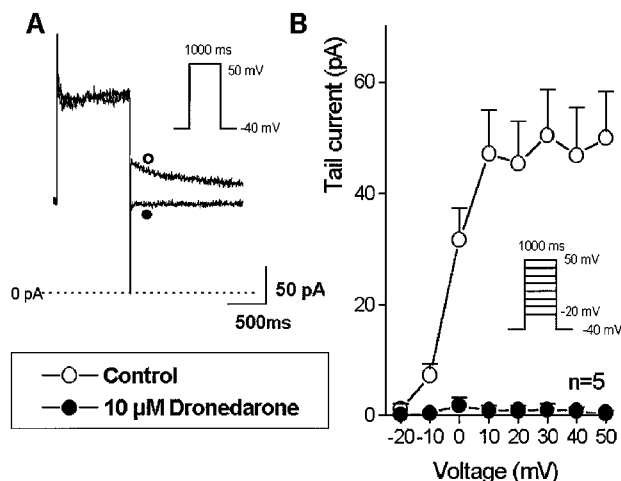 A
1000 ms
50 mV
-40 mV
0 pA
50 pA
500ms
Control
10 µM Dronedarone
B
Tail current (pA)
60
40
20
0
1000 ms
50 mV
-20 mV
-40 mV
n=5
-20 -10 0 10 20 30 40 50
Voltage (mV)